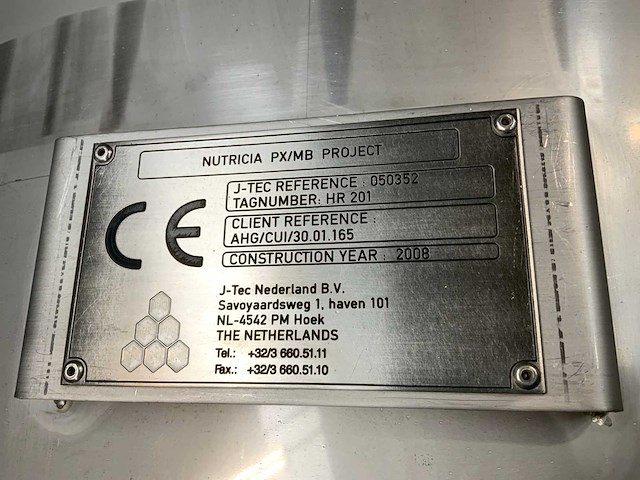 NUTRICIA PX/MB PROJECT
CE
J-TEC REFERENCE : 050352
TAGNUMBER: HR 201
CLIENT REFERENCE :
AHG/CUI/30.01.165
CONSTRUCTION YEAR : 2008
J-Tec Nederland B.V.
Savoyaardsweg 1, haven 101
NL-4542 PM Hoek
THE NETHERLANDS
Tel.: +32/3 660.51.11
Fax.: +32/3 660.51.10